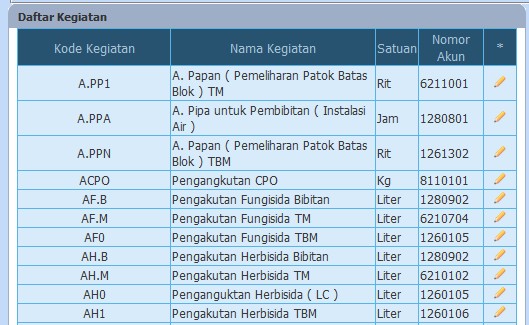 Daftar Kegiatan
Kode Kegiatan Nama Kegiatan Satuan Nomor Akun *
A.PP1 A. Papan ( Pemeliharan Patok Batas Blok ) TM Rit 6211001
A.PPA A. Pipa untuk Pembibitan ( Instalasi Air ) Jam 1280801
A.PPN A. Papan ( Pemeliharan Patok Batas Blok ) TBM Rit 1261302
ACPO Pengangkutan CPO Kg 8110101
AF.B Pengakutan Fungisida Bibitan Liter 1280902
AF.M Pengakutan Fungisida TM Liter 6210704
AF0 Pengakutan Fungisida TBM Liter 1260105
AH.B Pengakutan Herbisida Bibitan Liter 1280902
AH.M Pengakutan Herbisida TM Liter 6210102
AH0 Penganguktan Herbisida ( LC ) Liter 1260105
AH1 Pengakutan Herbisida TBM Liter 1260106